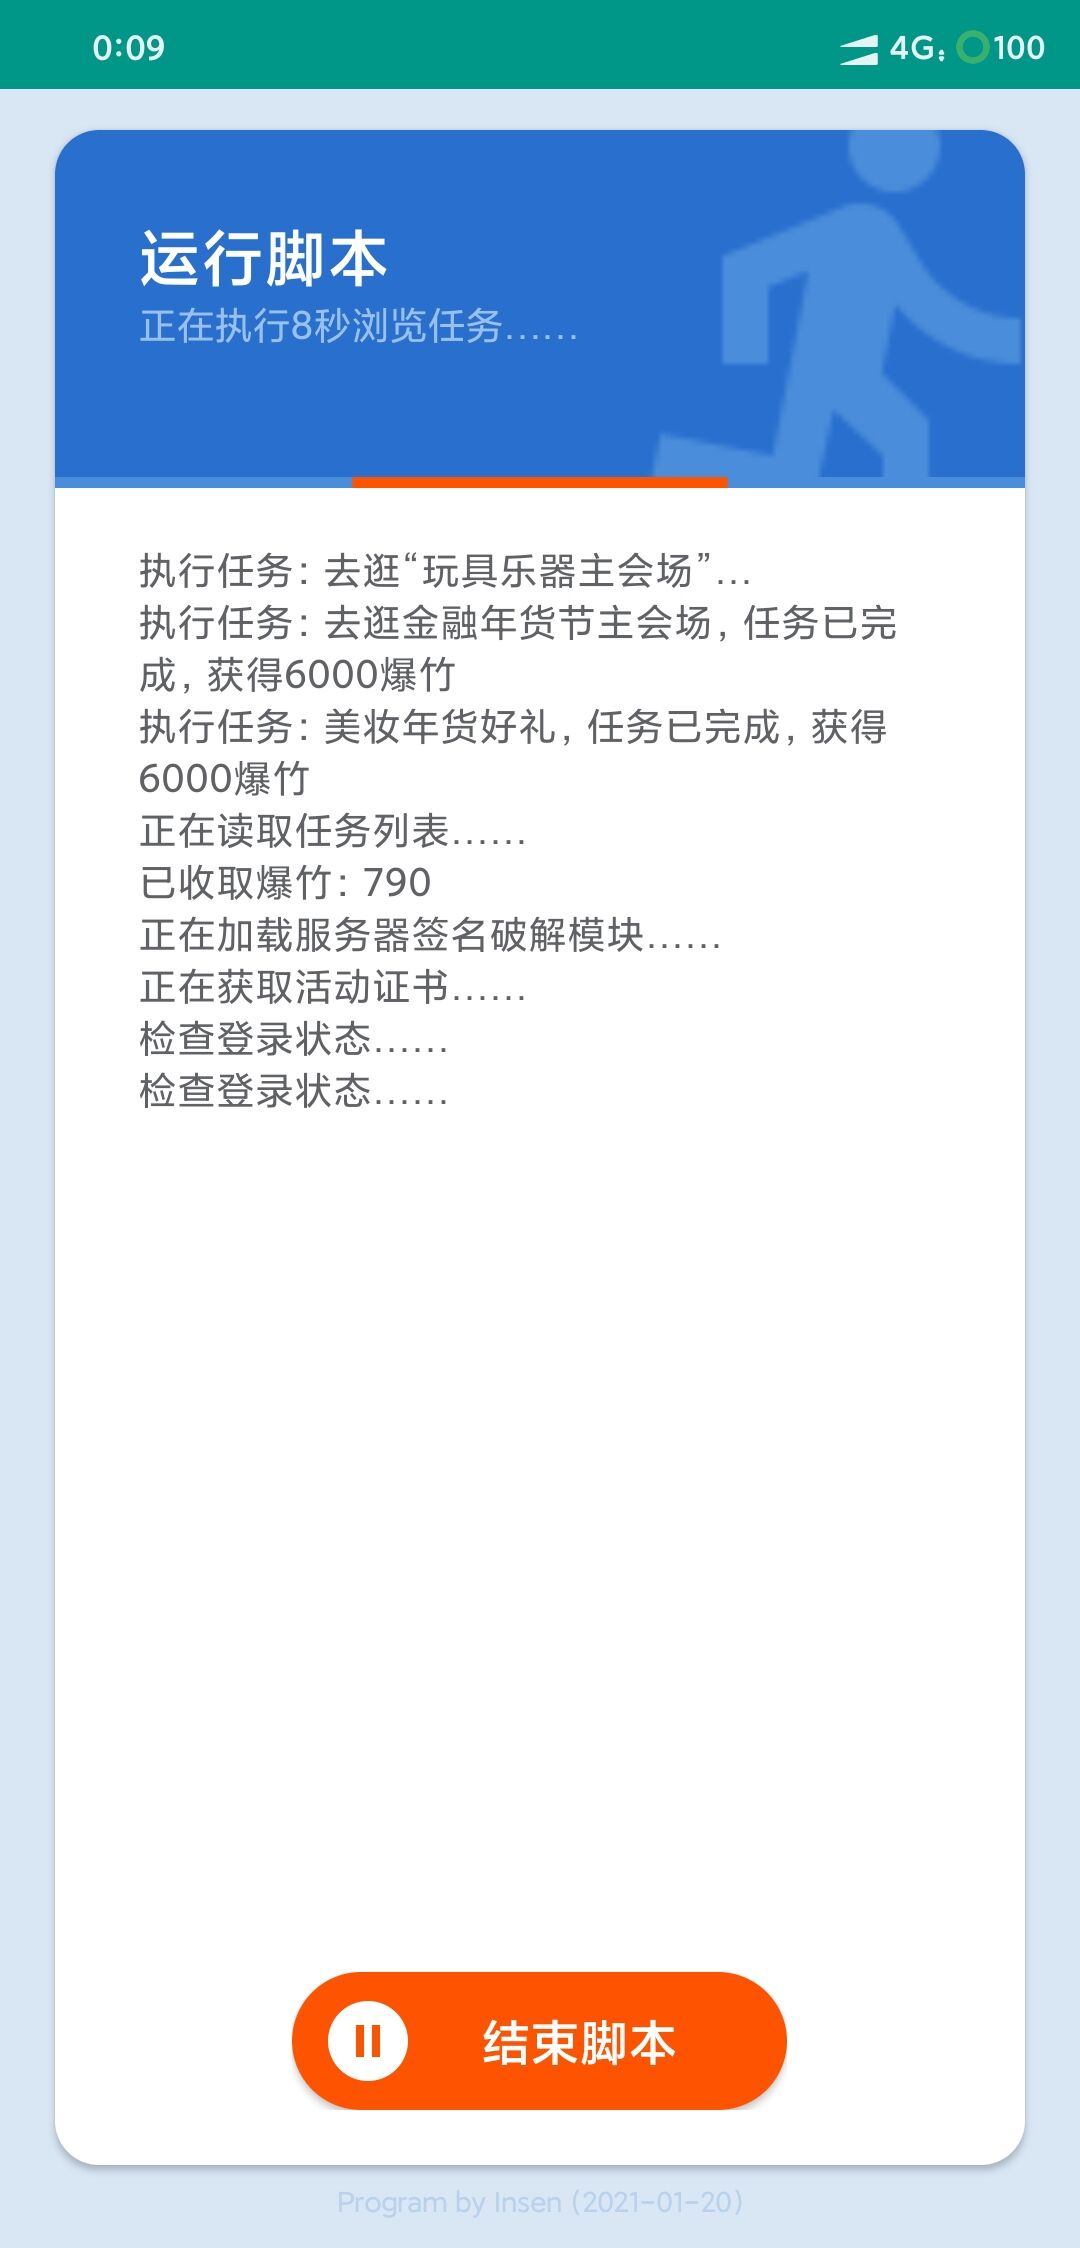 0:09
4G
100
运行脚本
正在执行8秒浏览任务……
执行任务：去逛“玩具乐器主会场”…
执行任务：去逛金融年货节主会场，任务已完
成，获得6000爆竹
执行任务：美妆年货好礼，任务已完成，获得
6000爆竹
正在读取任务列表……
已收取爆竹：790
正在加载服务器签名破解模块……
正在获取活动证书……
检查登录状态……
检查登录状态……
结束脚本
Program by Insen (2021-01-20)